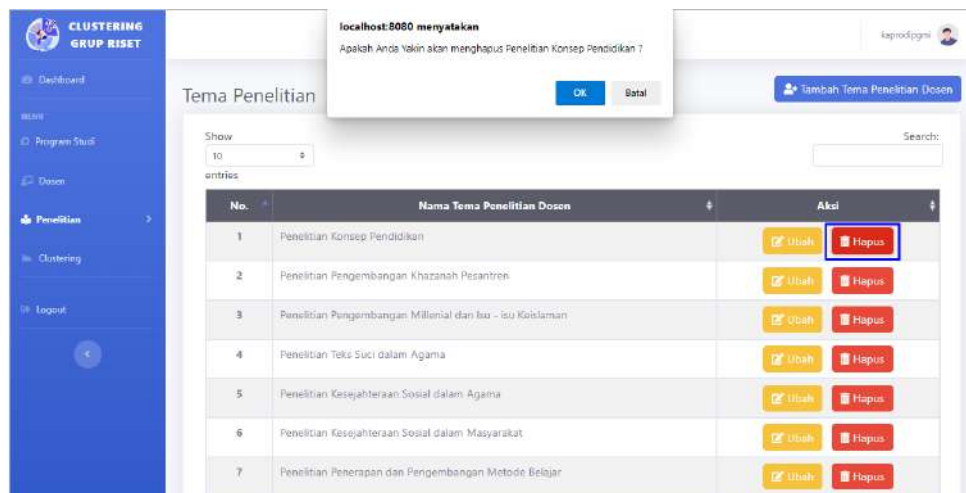 CLUSTERING
GRUP RISET
localhost:8080 menyatakan
Apakah Anda Yakin akan menghapus Penelitian Konsep Pendidikan ?
OK
Batal
kaprodipgmi
Dashboard
MENU
Program Studi
Dosen
Penelitian
Clustering
Logout
Tema Penelitian
Tambah Tema Penelitian Dosen
Show
10
entries
Search:
No. Nama Tema Penelitian Dosen Aksi
1 Penelitian Konsep Pendidikan Ubah Hapus
2 Penelitian Pengembangan Khazanah Pesantren Ubah Hapus
3 Penelitian Pengembangan Millenial dan Isu - isu Keislaman Ubah Hapus
4 Penelitian Teks Suci dalam Agama Ubah Hapus
5 Penelitian Kesejahteraan Sosial dalam Agama Ubah Hapus
6 Penelitian Kesejahteraan Sosial dalam Masyarakat Ubah Hapus
7 Penelitian Penerapan dan Pengembangan Metode Belajar Ubah Hapus